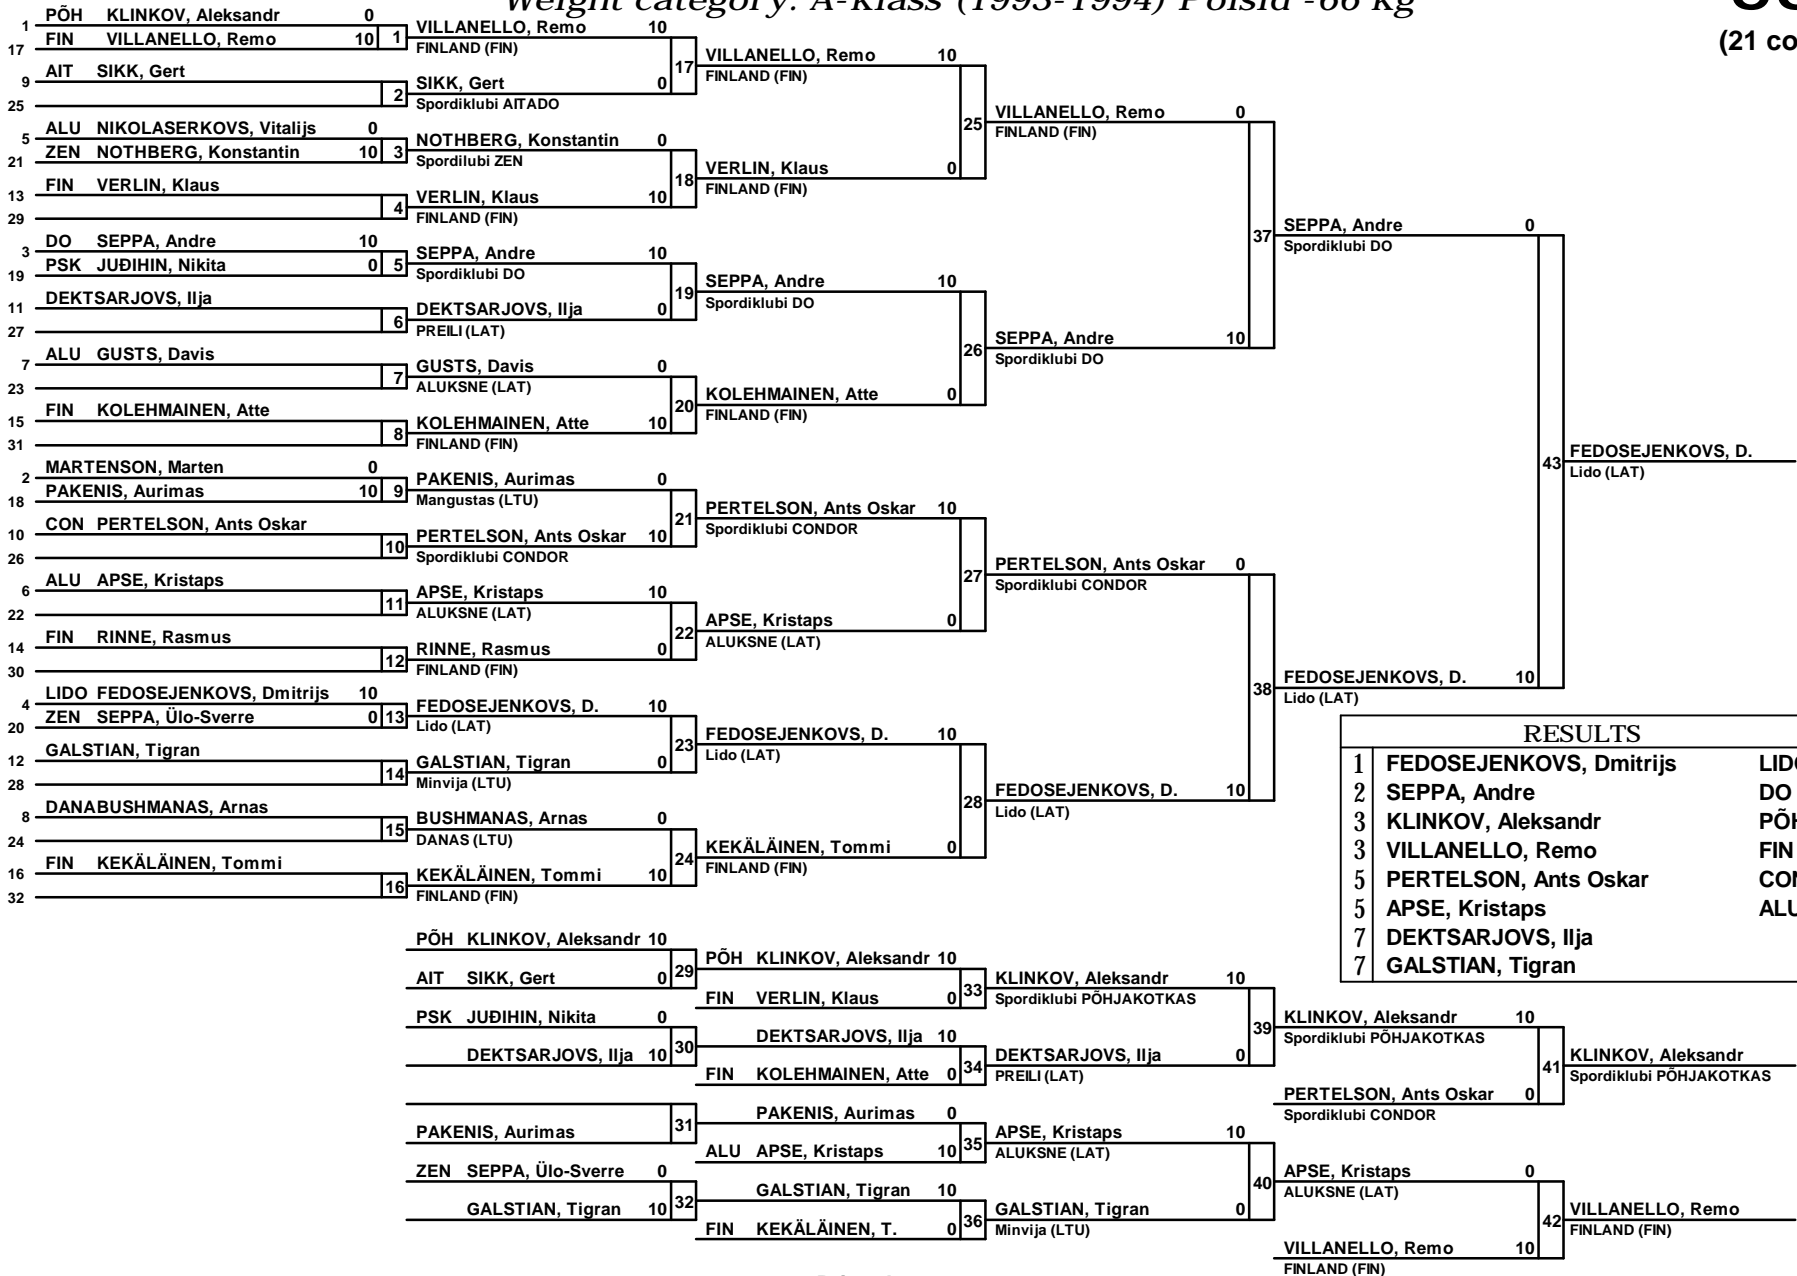 Weight category: A-klass (1993-1994) Poisid -66 kg
(21 co
1 PÕH KLINKOV, Aleksandr 0
17 FIN VILLANELLO, Remo 10 1
9 AIT SIKK, Gert
25 2
5 ALU NIKOLASERKOVS, Vitalijs 0
21 ZEN NOTHBERG, Konstantin 10 3
13 FIN VERLIN, Klaus
29 4
3 DO SEPPA, Andre 10
19 PSK JUÐIHIN, Nikita 0 5
11 DEKTSARJOVS, Ilja
27 6
7 ALU GUSTS, Davis
23 7
15 FIN KOLEHMAINEN, Atte
31 8
2 MARTENSON, Marten 0
18 PAKENIS, Aurimas 10 9
10 CON PERTELSON, Ants Oskar
26 10
6 ALU APSE, Kristaps
22 11
14 FIN RINNE, Rasmus
30 12
4 LIDO FEDOSEJENKOVS, Dmitrijs 10
20 ZEN SEPPA, Ülo-Sverre 0 13
12 GALSTIAN, Tigran
28 14
8 DANABUSHMANAS, Arnas
24 15
16 FIN KEKÄLÄINEN, Tommi
32 16
VILLANELLO, Remo 10
FINLAND (FIN)
17
SIKK, Gert 0
Spordiklubi AITADO
NOTHBERG, Konstantin 0
Spordilubi ZEN
18
VERLIN, Klaus 10
FINLAND (FIN)
SEPPA, Andre 10
Spordiklubi DO
19
DEKTSARJOVS, Ilja 0
PREILI (LAT)
GUSTS, Davis 0
ALUKSNE (LAT)
20
KOLEHMAINEN, Atte 10
FINLAND (FIN)
PAKENIS, Aurimas 0
Mangustas (LTU)
21
PERTELSON, Ants Oskar 10
Spordiklubi CONDOR
APSE, Kristaps 10
ALUKSNE (LAT)
22
RINNE, Rasmus 0
FINLAND (FIN)
FEDOSEJENKOVS, D. 10
Lido (LAT)
23
GALSTIAN, Tigran 0
Minvija (LTU)
BUSHMANAS, Arnas 0
DANAS (LTU)
24
KEKÄLÄINEN, Tommi 10
FINLAND (FIN)
VILLANELLO, Remo 10
FINLAND (FIN)
25
VERLIN, Klaus 0
FINLAND (FIN)
SEPPA, Andre 10
Spordiklubi DO
26
KOLEHMAINEN, Atte 0
FINLAND (FIN)
PERTELSON, Ants Oskar 10
Spordiklubi CONDOR
27
APSE, Kristaps 0
ALUKSNE (LAT)
FEDOSEJENKOVS, D. 10
Lido (LAT)
28
KEKÄLÄINEN, Tommi 0
FINLAND (FIN)
VILLANELLO, Remo 0
FINLAND (FIN)
37
SEPPA, Andre 10
Spordiklubi DO
PERTELSON, Ants Oskar 0
Spordiklubi CONDOR
38
FEDOSEJENKOVS, D. 10
Lido (LAT)
SEPPA, Andre 0
Spordiklubi DO
43
FEDOSEJENKOVS, D. 10
Lido (LAT)
FEDOSEJENKOVS, D.
Lido (LAT)
RESULTS
1 FEDOSEJENKOVS, Dmitrijs LIDO
2 SEPPA, Andre DO
3 KLINKOV, Aleksandr PÕH
3 VILLANELLO, Remo FIN
5 PERTELSON, Ants Oskar CON
5 APSE, Kristaps ALU
7 DEKTSARJOVS, Ilja
7 GALSTIAN, Tigran
PÕH KLINKOV, Aleksandr 10
29
AIT SIKK, Gert 0
PSK JUÐIHIN, Nikita 0
30
DEKTSARJOVS, Ilja 10
31
PAKENIS, Aurimas
ZEN SEPPA, Ülo-Sverre 0
32
GALSTIAN, Tigran 10
PÕH KLINKOV, Aleksandr 10
33
FIN VERLIN, Klaus 0
DEKTSARJOVS, Ilja 10
34
FIN KOLEHMAINEN, Atte 0
PAKENIS, Aurimas 0
35
ALU APSE, Kristaps 10
GALSTIAN, Tigran 10
36
FIN KEKÄLÄINEN, T. 0
KLINKOV, Aleksandr 10
Spordiklubi PÕHJAKOTKAS
39
DEKTSARJOVS, Ilja 0
PREILI (LAT)
APSE, Kristaps 10
ALUKSNE (LAT)
40
GALSTIAN, Tigran 0
Minvija (LTU)
KLINKOV, Aleksandr 10
Spordiklubi PÕHJAKOTKAS
41
PERTELSON, Ants Oskar 0
Spordiklubi CONDOR
APSE, Kristaps 0
ALUKSNE (LAT)
42
VILLANELLO, Remo 10
FINLAND (FIN)
KLINKOV, Aleksandr
Spordiklubi PÕHJAKOTKAS
VILLANELLO, Remo
FINLAND (FIN)